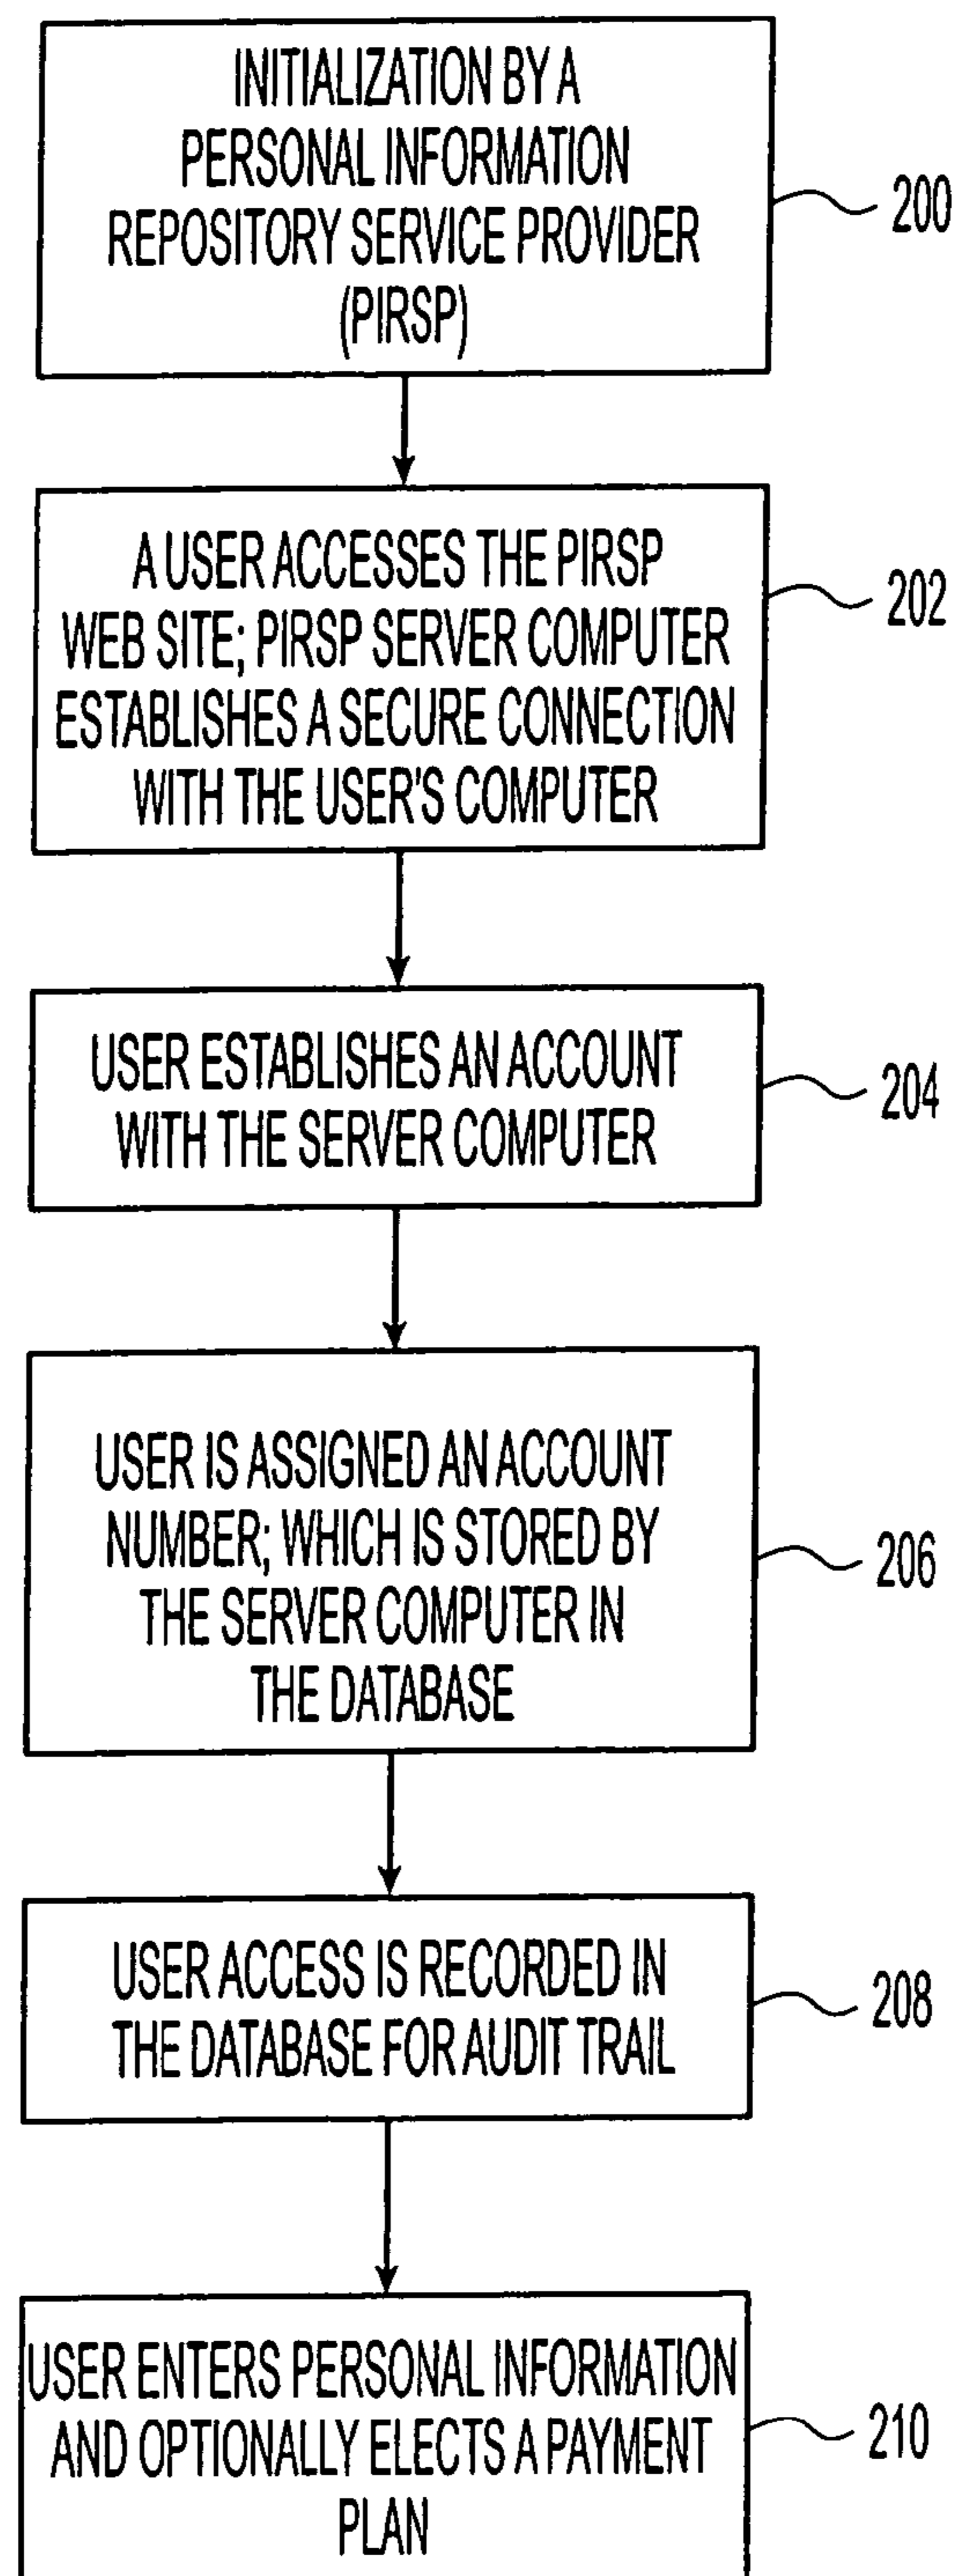 INITIALIZATION BY A
PERSONAL INFORMATION
REPOSITORY SERVICE PROVIDER
(PIRSP)
200
A USER ACCESSES THE PIRSP
WEB SITE; PIRSP SERVER COMPUTER
ESTABLISHES A SECURE CONNECTION
WITH THE USER'S COMPUTER
202
USER ESTABLISHES AN ACCOUNT
WITH THE SERVER COMPUTER
204
USER IS ASSIGNED AN ACCOUNT
NUMBER; WHICH IS STORED BY
THE SERVER COMPUTER IN
THE DATABASE
206
USER ACCESS IS RECORDED IN
THE DATABASE FOR AUDIT TRAIL
208
USER ENTERS PERSONAL INFORMATION
AND OPTIONALLY ELECTS A PAYMENT
PLAN
210